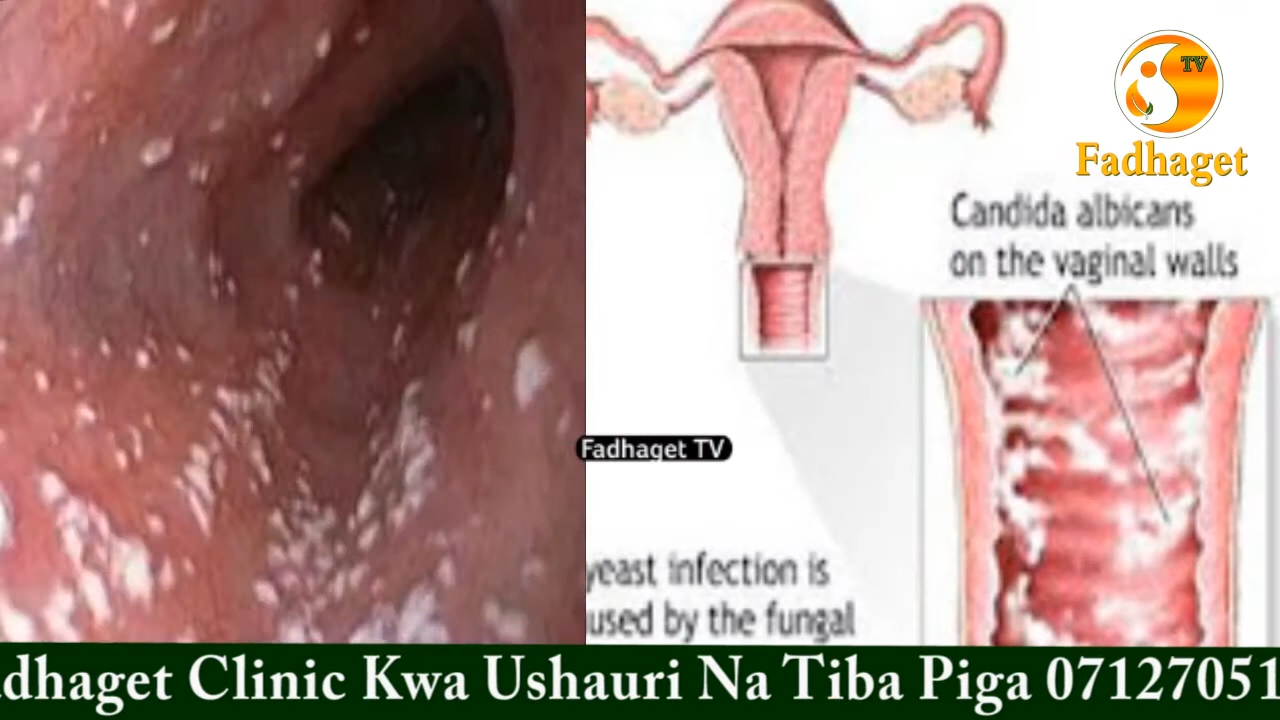 TV
Fadhaget
Candida albicans
on the vaginal walls
Fadhaget TV
yeast infection is
used by the fungal
dhaget Clinic Kwa Ushauri Na Tiba Piga 07127051